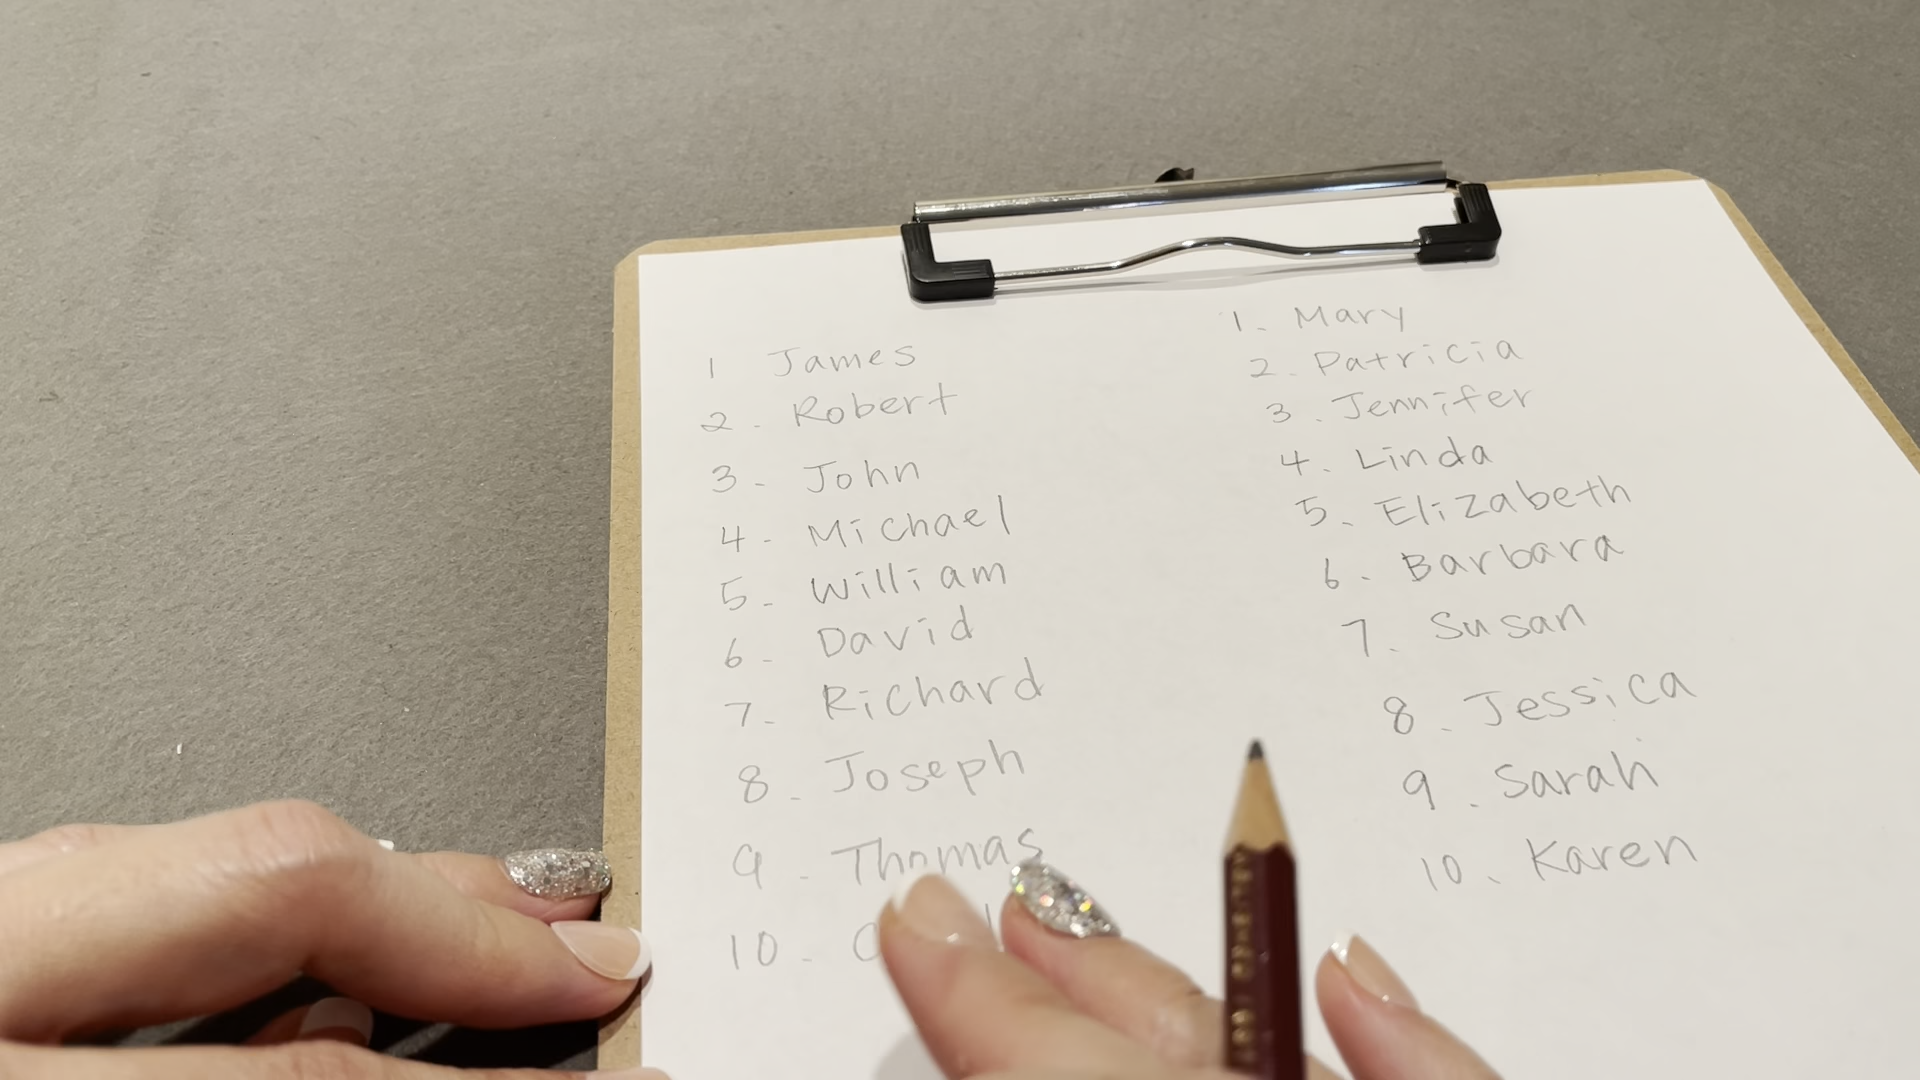 1 James
2. Robert
3. John
4. Michael
5. William
6. David
7. Richard
8. Joseph
9. Thomas
10.
1. Mary
2. Patricia
3. Jennifer
4. Linda
5. Elizabeth
6. Barbara
7. Susan
8. Jessica
9. Sarah
10. Karen